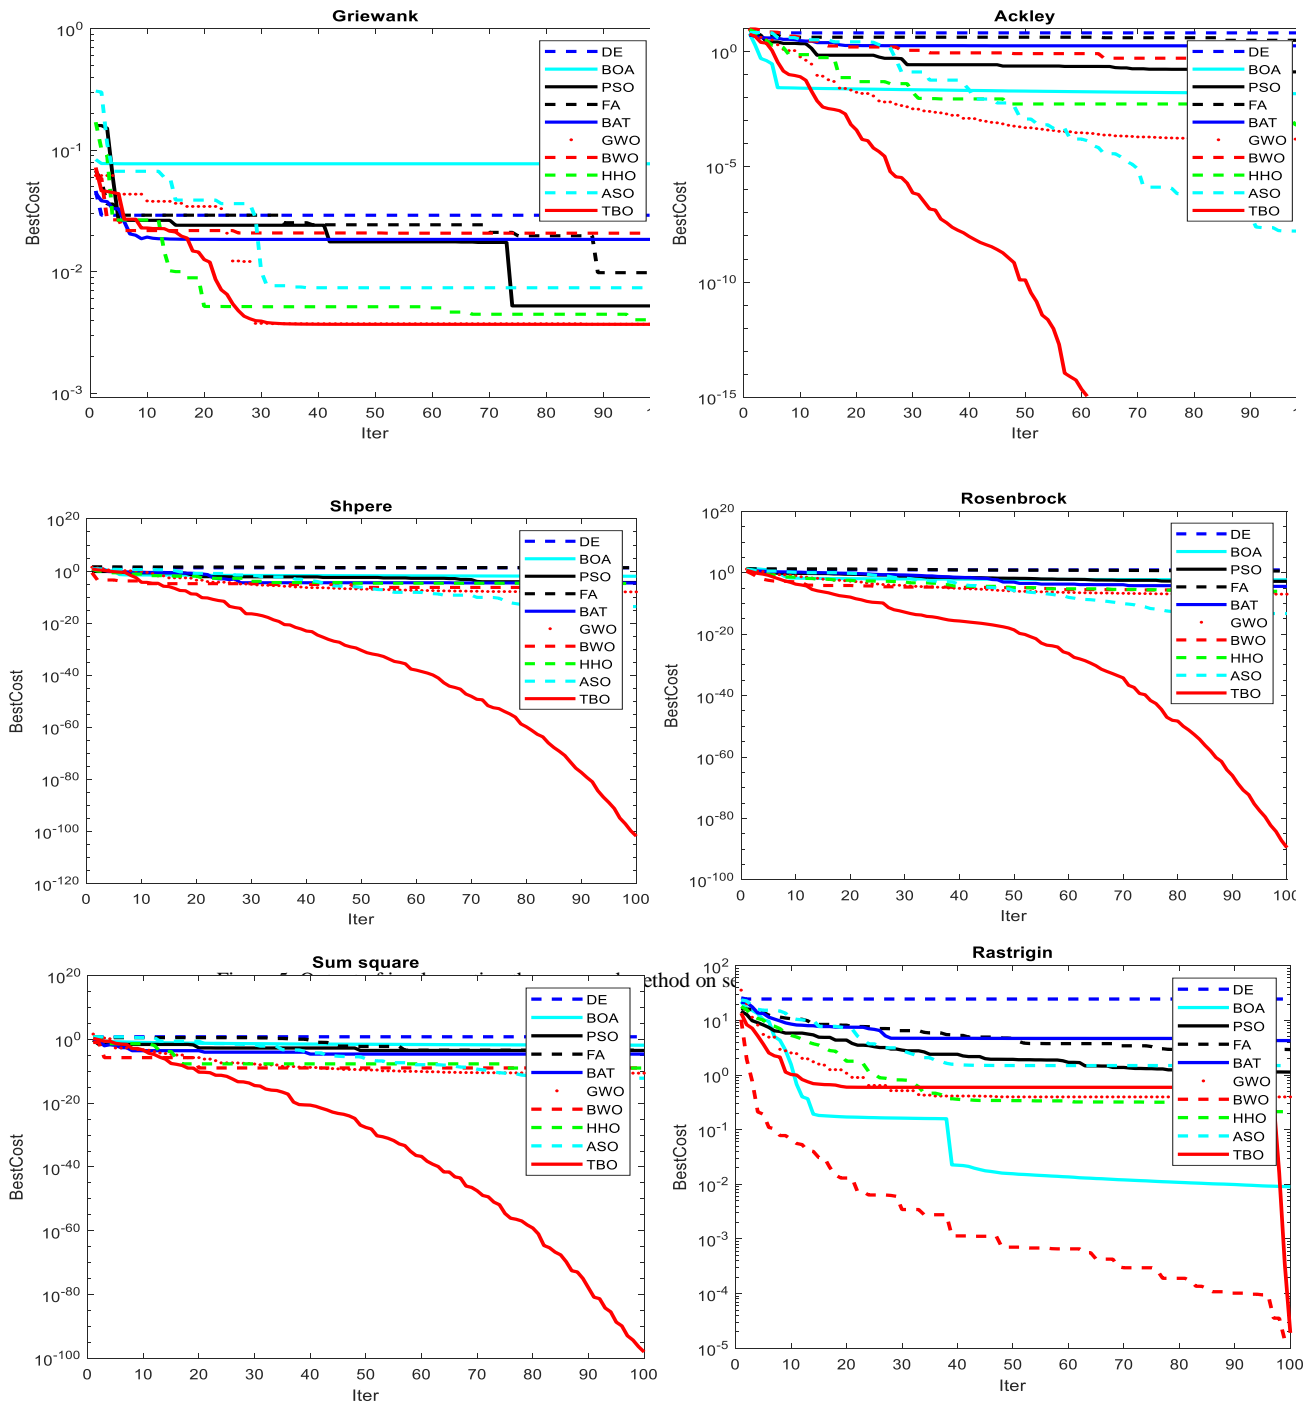 Griewank
10^0
10^-1
10^-2
10^-3
BestCost
0 10 20 30 40 50 60 70 80 90
Iter
DE
BOA
PSO
FA
BAT
GWO
BWO
HHO
ASO
TBO
Ackley
10^0
10^-5
10^-10
10^-15
BestCost
0 10 20 30 40 50 60 70 80 90
Iter
DE
BOA
PSO
FA
BAT
GWO
BWO
HHO
ASO
TBO
Shpere
10^20
10^0
10^-20
10^-40
10^-60
10^-80
10^-100
10^-120
BestCost
0 10 20 30 40 50 60 70 80 90 100
Iter
DE
BOA
PSO
FA
BAT
GWO
BWO
HHO
ASO
TBO
Rosenbrock
10^20
10^0
10^-20
10^-40
10^-60
10^-80
10^-100
BestCost
0 10 20 30 40 50 60 70 80 90 100
Iter
DE
BOA
PSO
FA
BAT
GWO
BWO
HHO
ASO
TBO
Sum square
10^20
10^0
10^-20
10^-40
10^-60
10^-80
10^-100
BestCost
0 10 20 30 40 50 60 70 80 90 100
Iter
DE
BOA
PSO
FA
BAT
GWO
BWO
HHO
ASO
TBO
Rastrigin
10^2
10^1
10^0
10^-1
10^-2
10^-3
10^-4
10^-5
BestCost
0 10 20 30 40 50 60 70 80 90 100
Iter
DE
BOA
PSO
FA
BAT
GWO
BWO
HHO
ASO
TBO